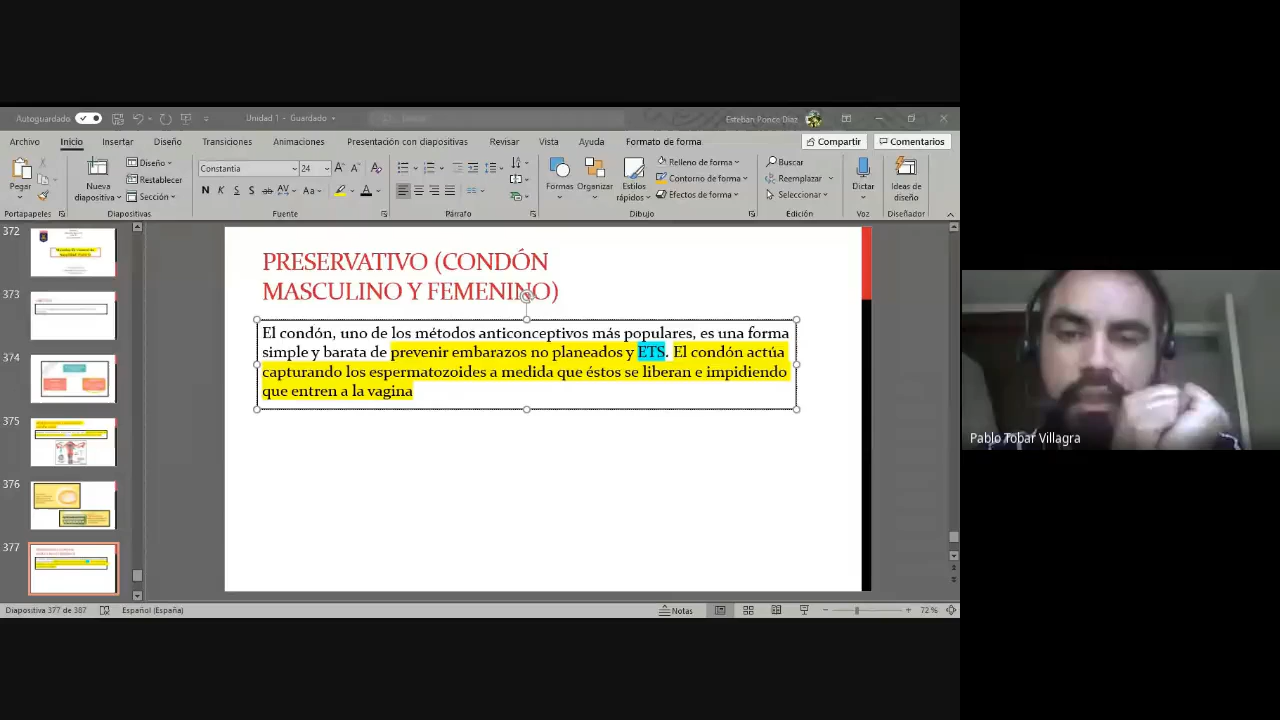 Autoguardado
Unidad 1 - Guardado
Esteban Ponce Díaz
Archivo Inicio Insertar Diseño Transiciones Animaciones Presentación con diapositivas Revisar Vista Ayuda Formato de forma Compartir Comentarios
Pegar
Nueva diapositiva
Diseño
Restablecer
Sección
Constantia 24
N K S ab AV Aa A
Formas Organizar Estilos rápidos
Relleno de forma
Contorno de forma
Efectos de forma
Buscar
Reemplazar
Seleccionar
Dictar
Ideas de diseño
Portapapeles Diapositivas Fuente Párrafo Dibujo Edición Voz Diseñador
372
373
374
375
376
377
PRESERVATIVO (CONDÓN
MASCULINO Y FEMENINO)
El condón, uno de los métodos anticonceptivos más populares, es una forma
simple y barata de prevenir embarazos no planeados y ETS. El condón actúa
capturando los espermatozoides a medida que éstos se liberan e impidiendo
que entren a la vagina
Pablo Tobar Villagra
Diapositiva 377 de 387 Español (España) Notas 72 %